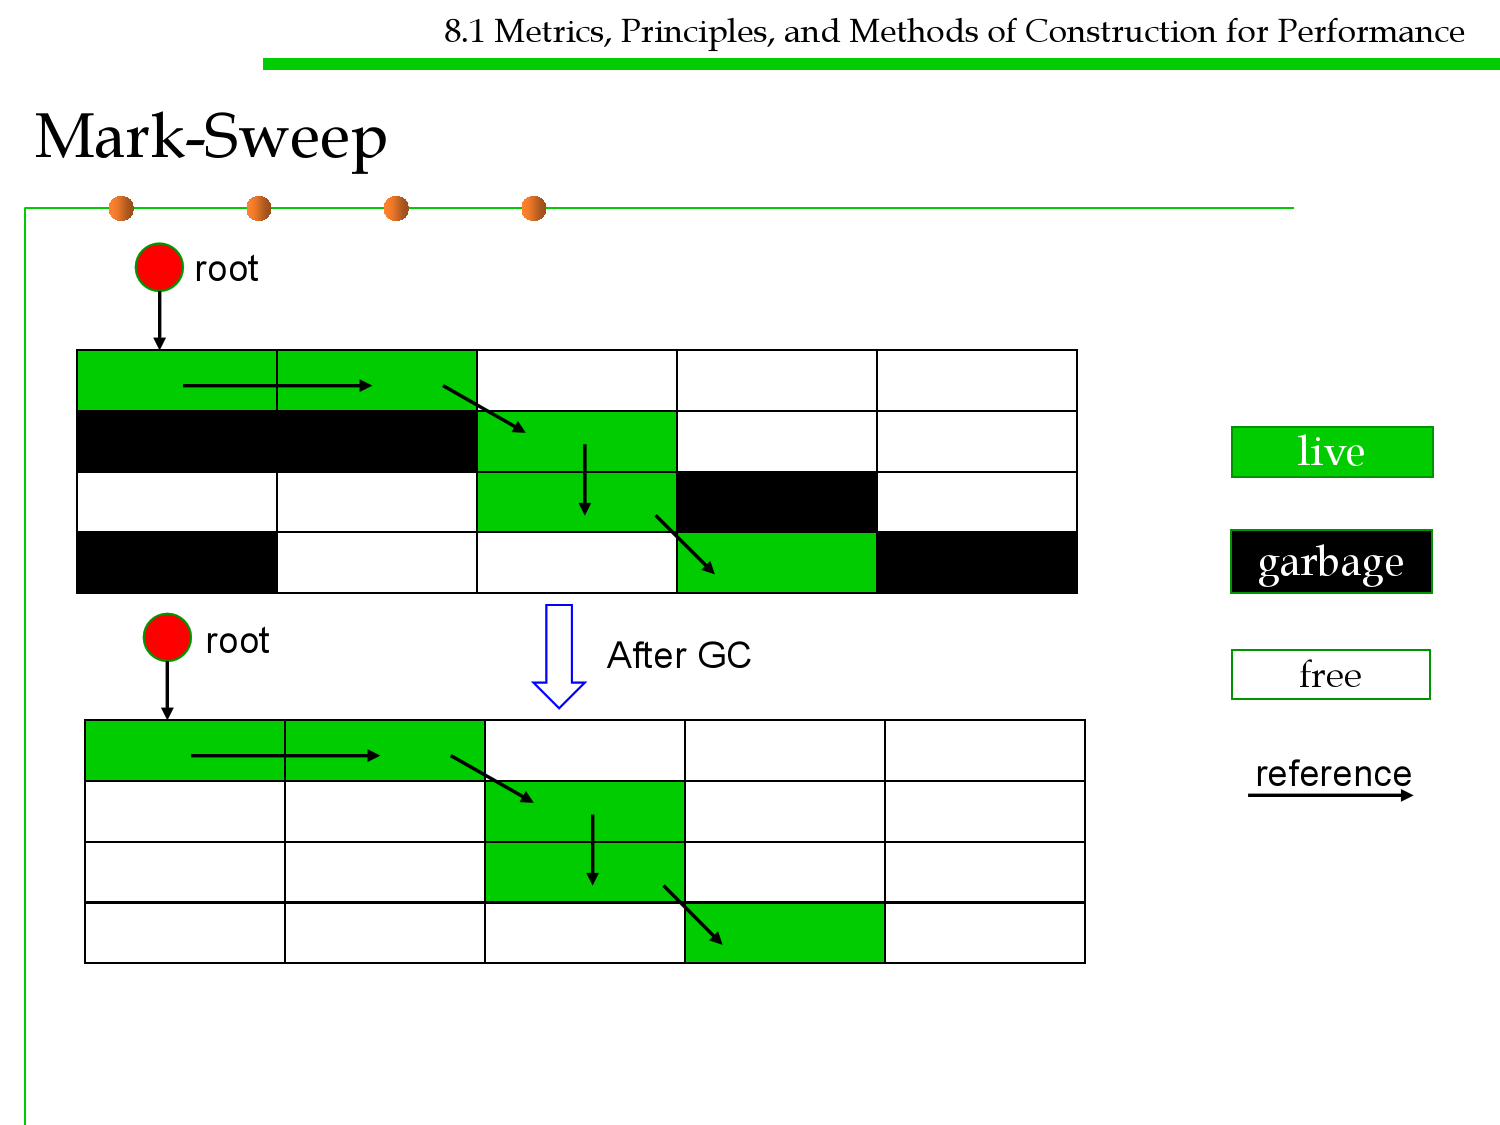 8.1 Metrics, Principles, and Methods of Construction for Performance
Mark-Sweep
root
live
garbage
root
After GC
free
reference